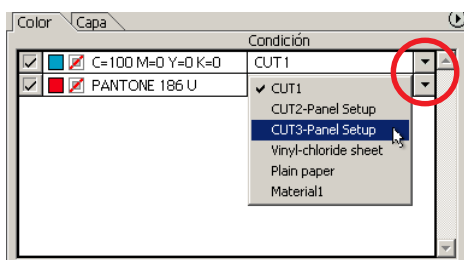 Color Capa
Condición
C=100 M=0 Y=0 K=0 CUT1
PANTONE 186 U
CUT1
CUT2-Panel Setup
CUT3-Panel Setup
Vinyl-chloride sheet
Plain paper
Material1